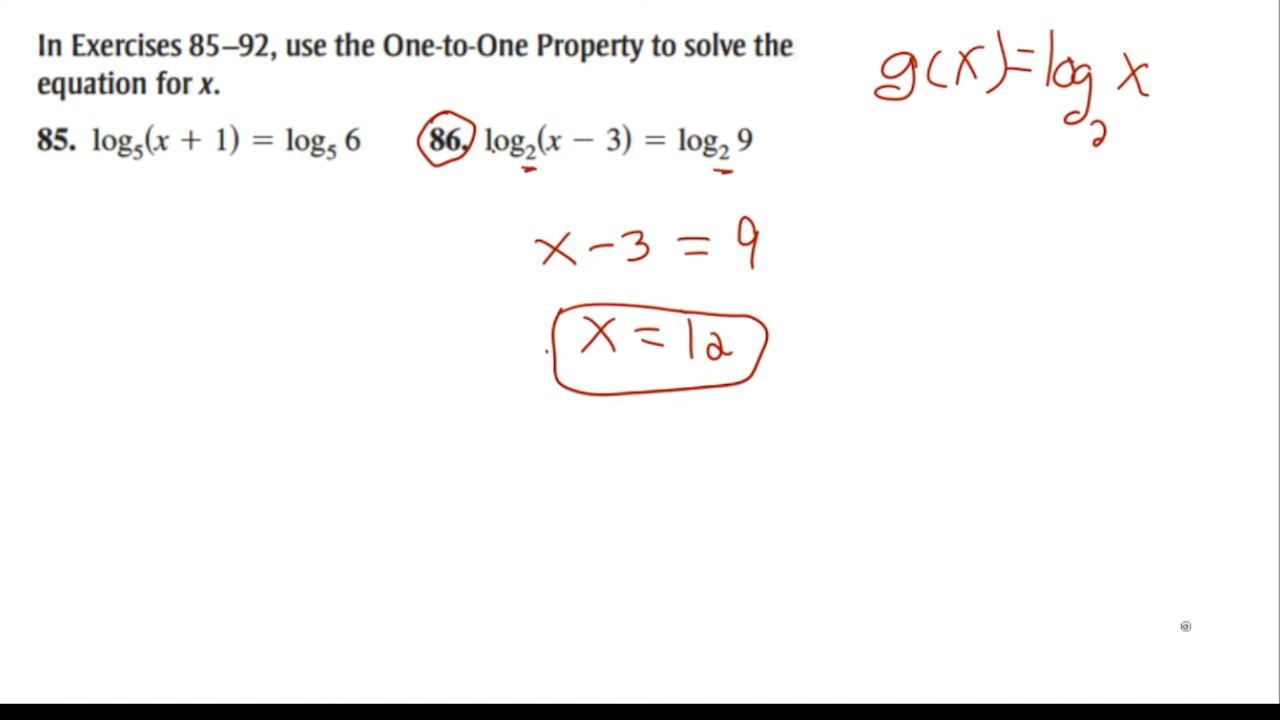 In Exercises 85–92, use the One-to-One Property to solve the
equation for x.
g(x) = log₂ x
85. log₅(x + 1) = log₅ 6
86. log₂(x − 3) = log₂ 9
x − 3 = 9
x = 12